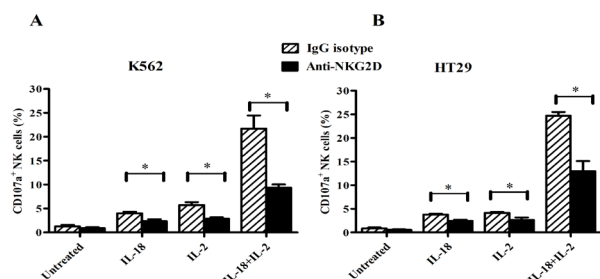 A
B
IgG isotype
Anti-NKG2D
K562
HT29
CD107a+ NK cells (%)
30
25
20
15
10
5
0
*
*
*
Untreated
IL-18
IL-2
IL-18+IL-2
CD107a+ NK cells (%)
30
25
20
15
10
5
0
*
*
*
Untreated
IL-18
IL-2
IL-18+IL-2